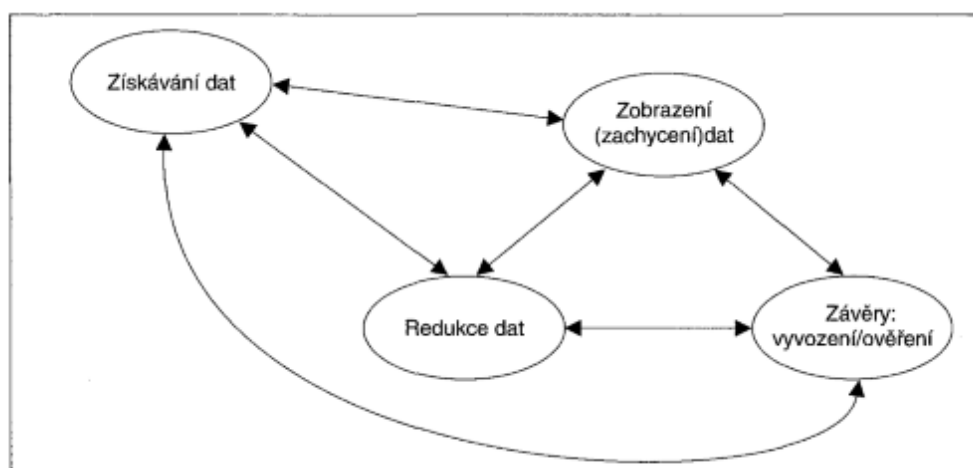 Získávání dat
Zobrazení
(zachycení)dat
Redukce dat
Závěry:
vyvození/ověření